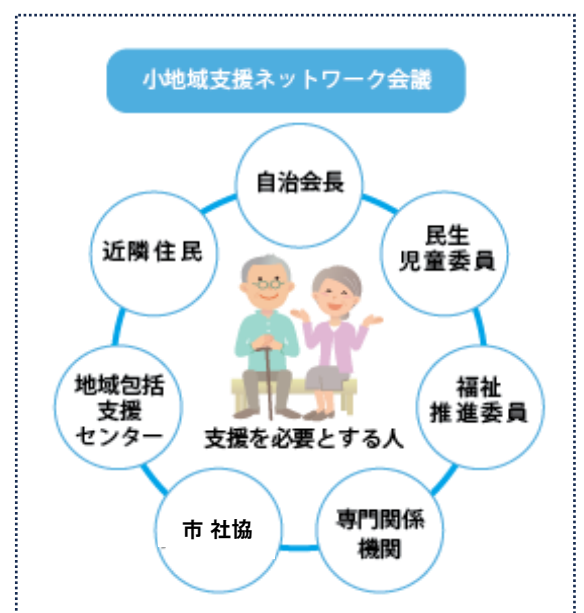 小地域支援ネットワーク会議
自治会長
民生
児童委員
福祉
推進委員
専門関係
機関
市 社協
地域包括
支援
センター
近隣住民
支援を必要とする人